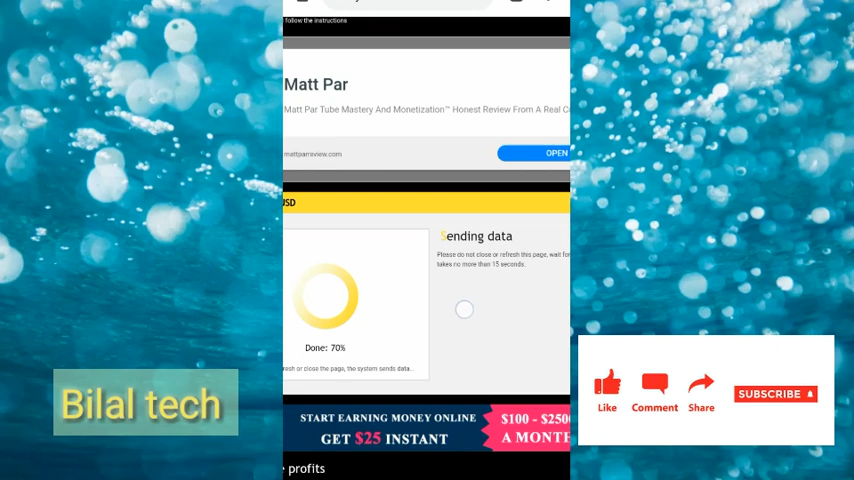 follow the instructions
Matt Par
Matt Par Tube Mastery And Monetization™ Honest Review From A Real
mattparreview.com
OPEN
USD
Sending data
Please do not close or refresh this page, wait for
takes no more than 15 seconds.
Done: 70%
or close the page, the system sends data...
START EARNING MONEY ONLINE
GET $25 INSTANT
$100 - $250
A MONTH
profits
Bilal tech
Like
Comment
Share
SUBSCRIBE